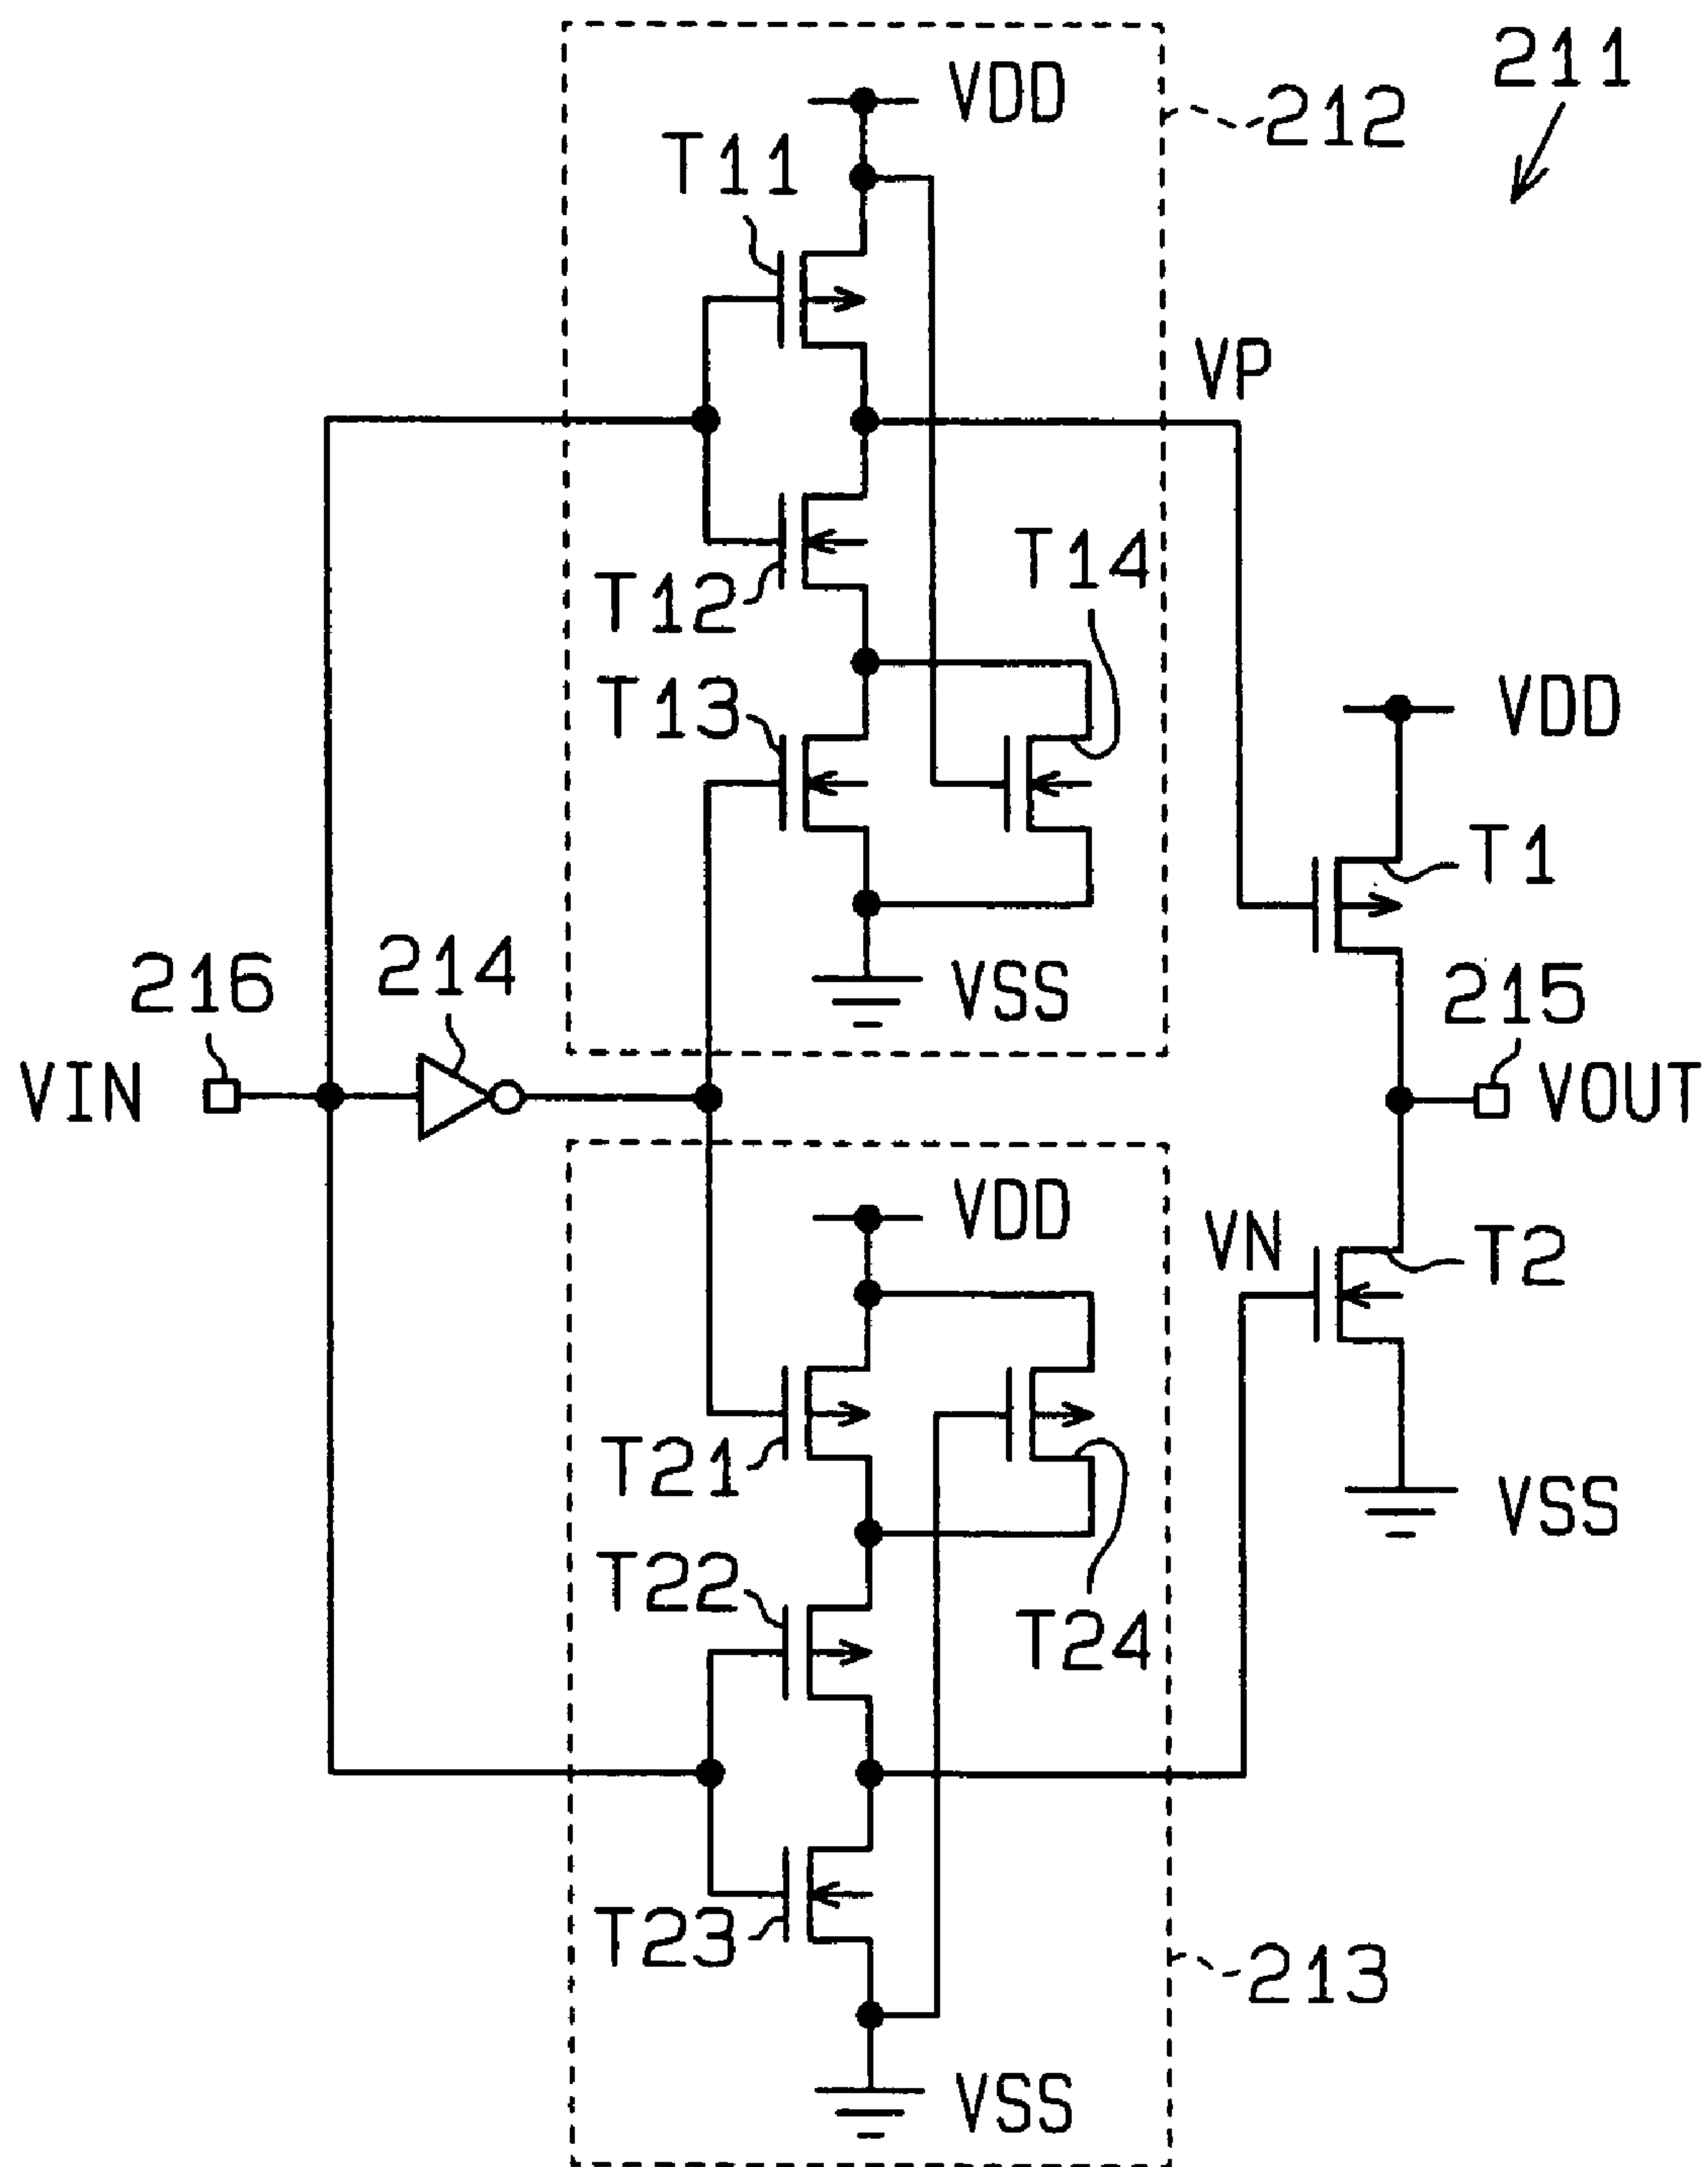 211
VDD
212
T11
VP
T14
T12
T13
VDD
T1
214
VSS
215
216
VIN
VOUT
VDD
VN
T2
T21
VSS
T22
T24
T23
213
VSS